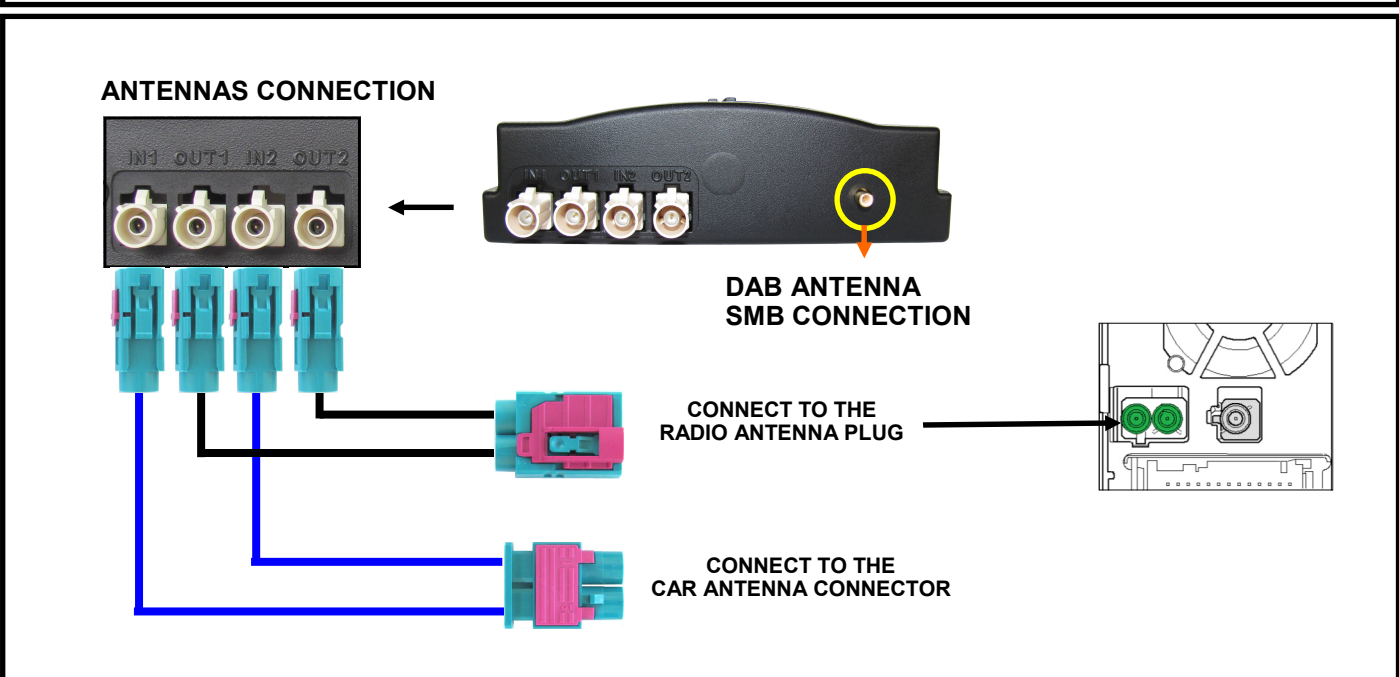 ANTENNAS CONNECTION
IN1 OUT1 IN2 OUT2
IN1 OUT1 IN2 OUT2
DAB ANTENNA
SMB CONNECTION
CONNECT TO THE
RADIO ANTENNA PLUG
CONNECT TO THE
CAR ANTENNA CONNECTOR